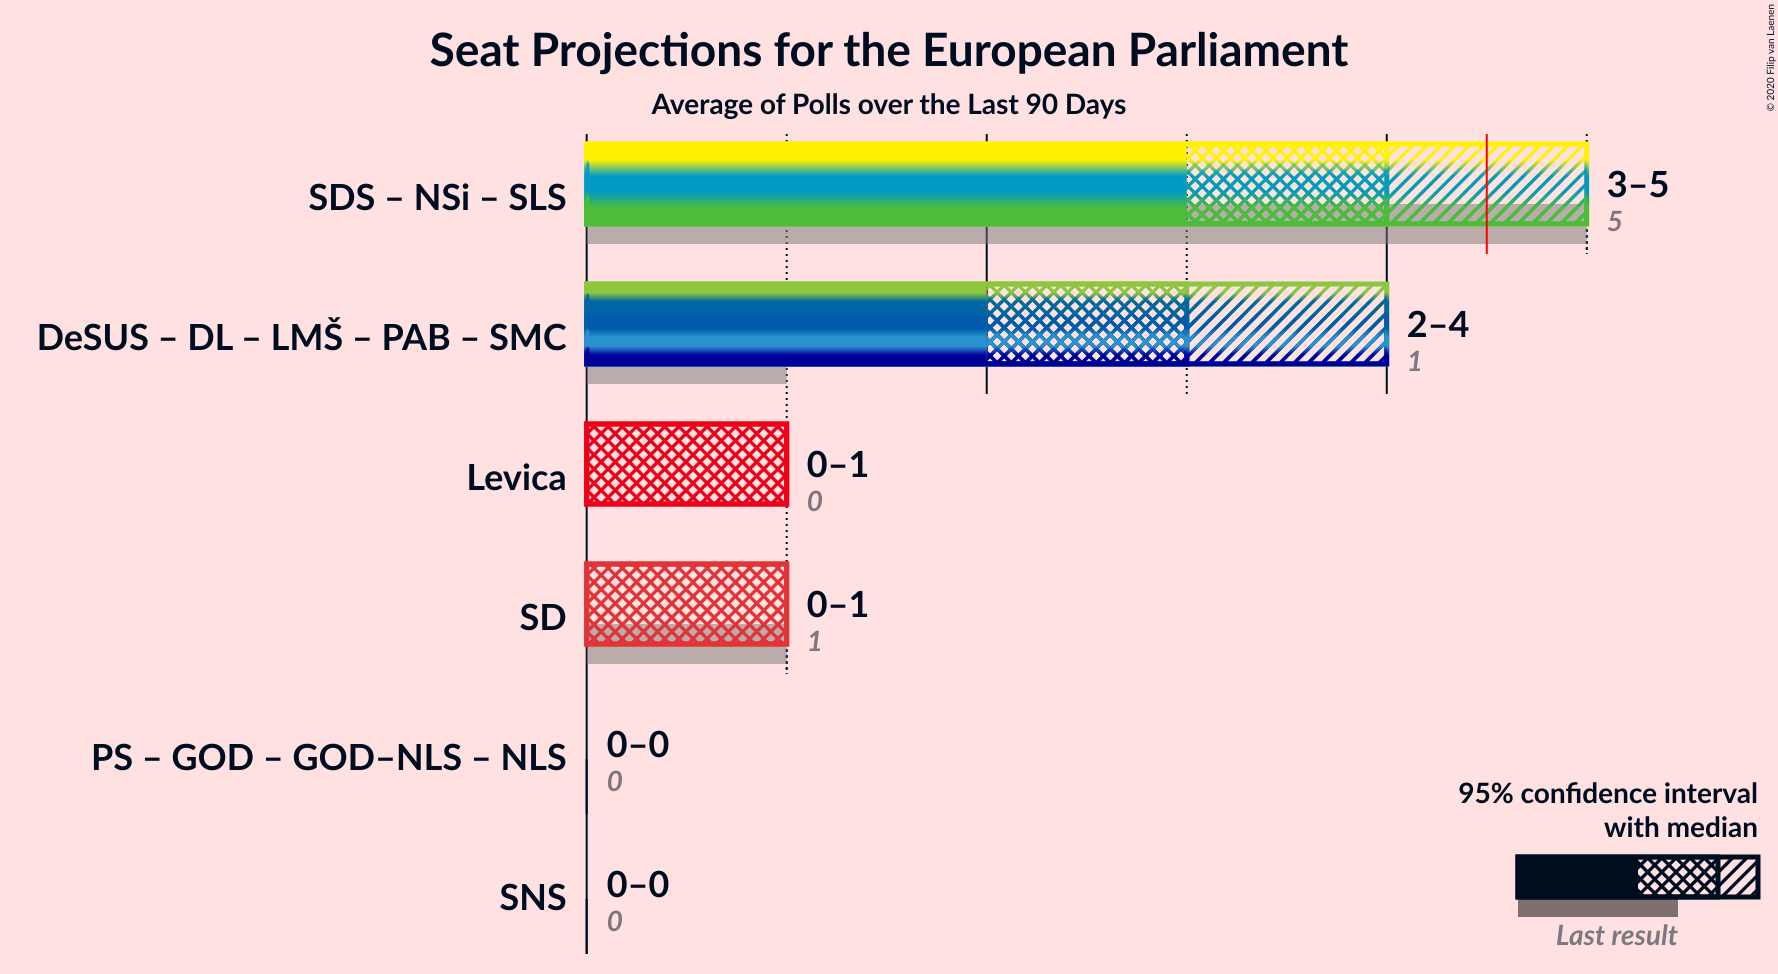 Seat Projections for the European Parliament
Average of Polls over the Last 90 Days
© 2020 Filip van Laenen
SDS – NSi – SLS
3–5
5
DeSUS – DL – LMŠ – PAB – SMC
2–4
1
Levica
0–1
0
SD
0–1
1
PS – GOD – GOD–NLS – NLS
0–0
0
SNS
0–0
0
95% confidence interval
with median
Last result